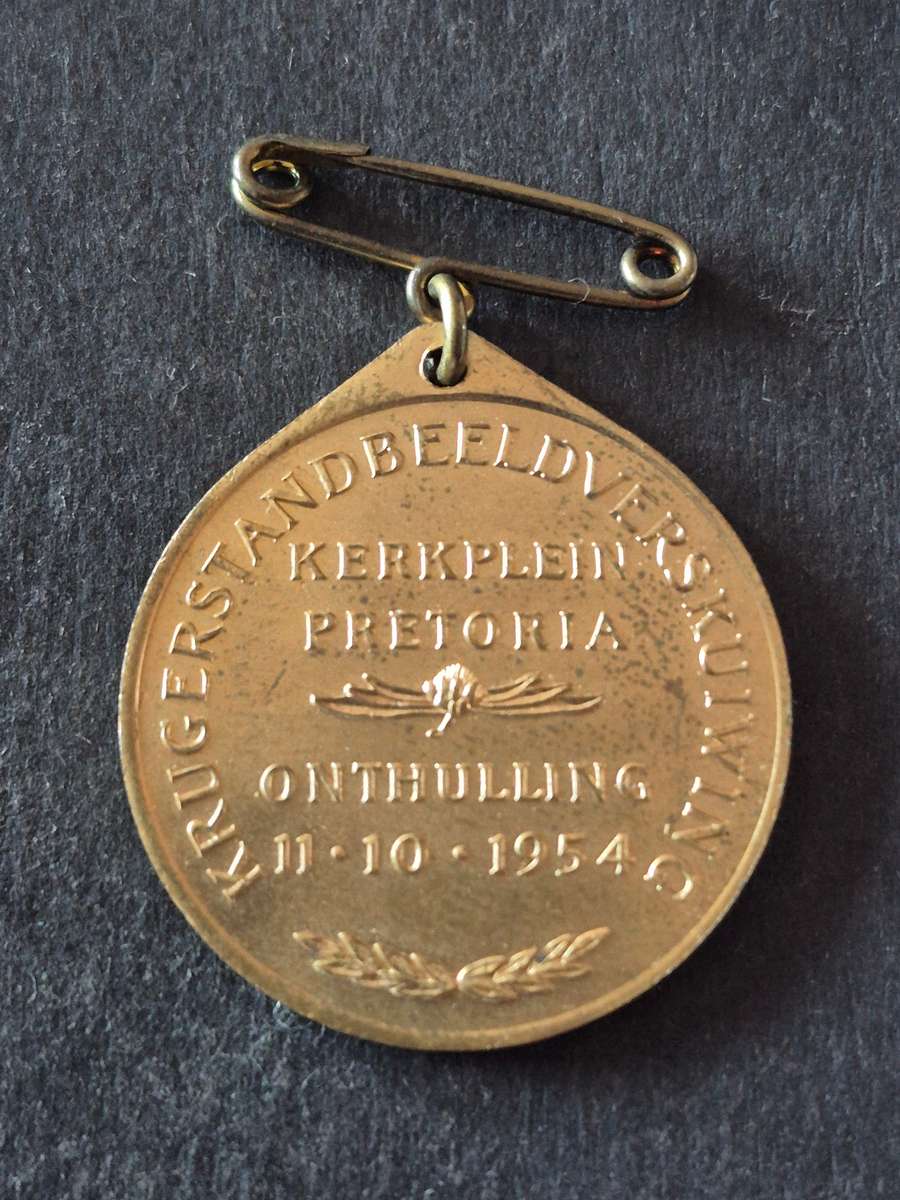 KRUGERSTANDBEELDVERSKUIWING
KERKPLEIN
PRETORIA
ONTHULLING
11·10·1954